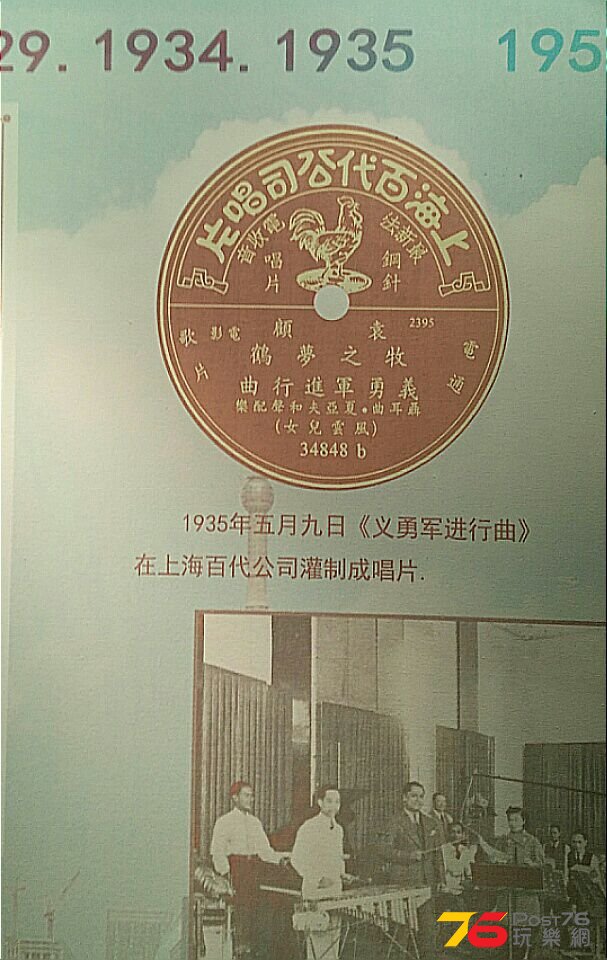 29. 1934. 1935 195
上海百代公司唱片
最新法 電收音
鋼針 唱片
2395
袁 顧
電通 電影 歌片
牧之夢鶴
義勇軍進行曲
聶耳曲•夏亞夫和聲配樂
(風雲兒女)
34848 b
1935年五月九日《义勇军进行曲》
在上海百代公司灌制成唱片.
76 Post76
玩樂網